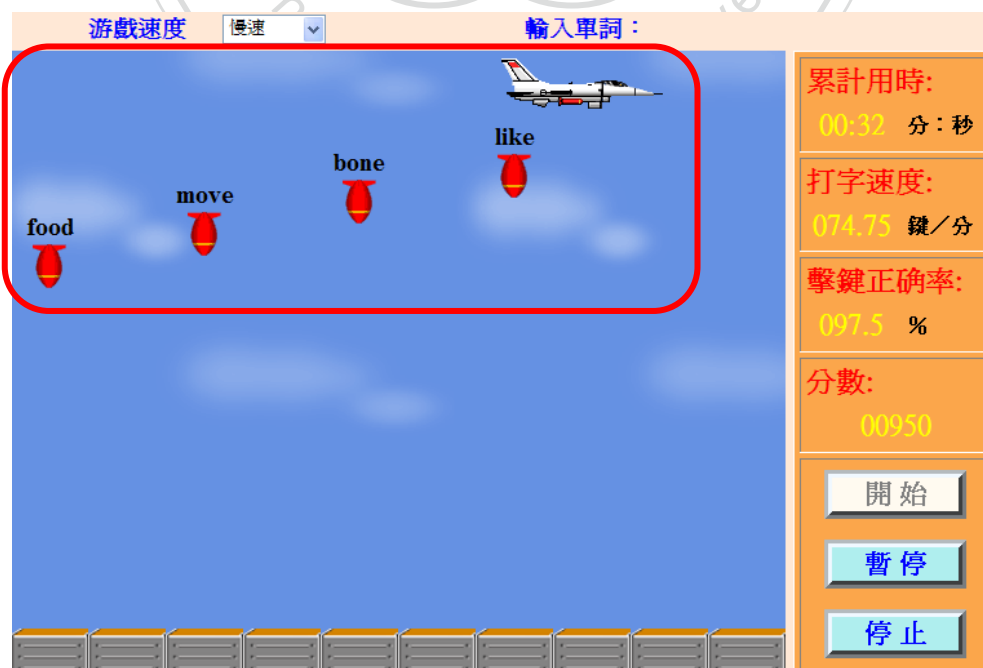 游戲速度 慢速 輸入單詞：
like
bone
move
food
累計用時:
00:32 分：秒
打字速度:
074.75 鍵／分
擊鍵正确率:
097.5 %
分數:
00950
開始
暫停
停止